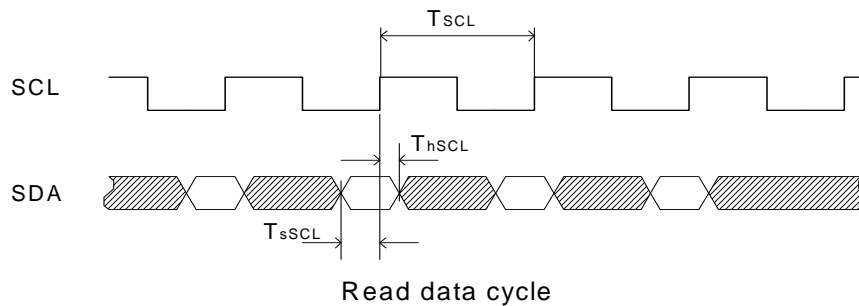 TSCL
SCL
ThSCL
SDA
TsSCL
Read data cycle